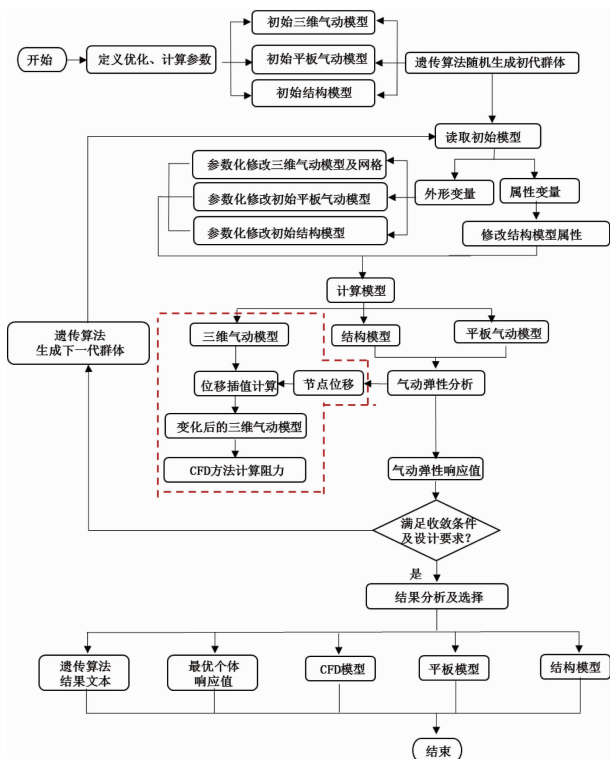 初始三维气动模型
开始
定义优化、计算参数
初始平板气动模型
遗传算法随机生成初代群体
初始结构模型
读取初始模型
参数化修改三维气动模型及网格
外形变量
属性变量
参数化修改初始平板气动模型
参数化修改初始结构模型
修改结构模型属性
计算模型
遗传算法
生成下一代群体
三维气动模型
结构模型
平板气动模型
位移插值计算
节点位移
气动弹性分析
变化后的三维气动模型
CFD方法计算阻力
气动弹性响应值
满足收敛条件
及设计要求?
是
结果分析及选择
遗传算法
结果文本
最优个体
响应值
CFD模型
平板模型
结构模型
结束